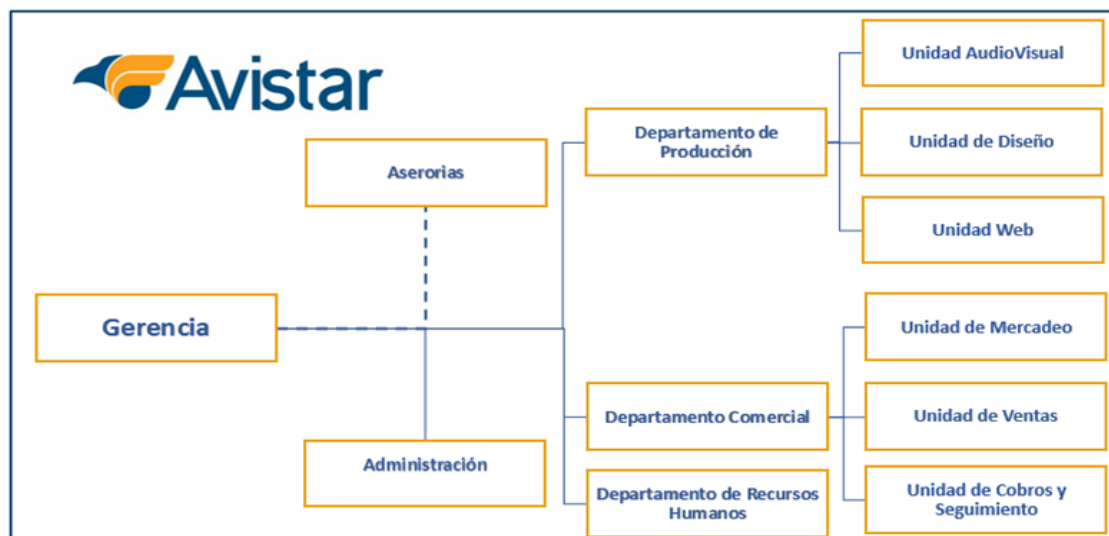 Avistar
Aserorias
Gerencia
Administración
Departamento de
Producción
Unidad AudioVisual
Unidad de Diseño
Unidad Web
Departamento Comercial
Unidad de Mercadeo
Unidad de Ventas
Unidad de Cobros y
Seguimiento
Departamento de Recursos
Humanos